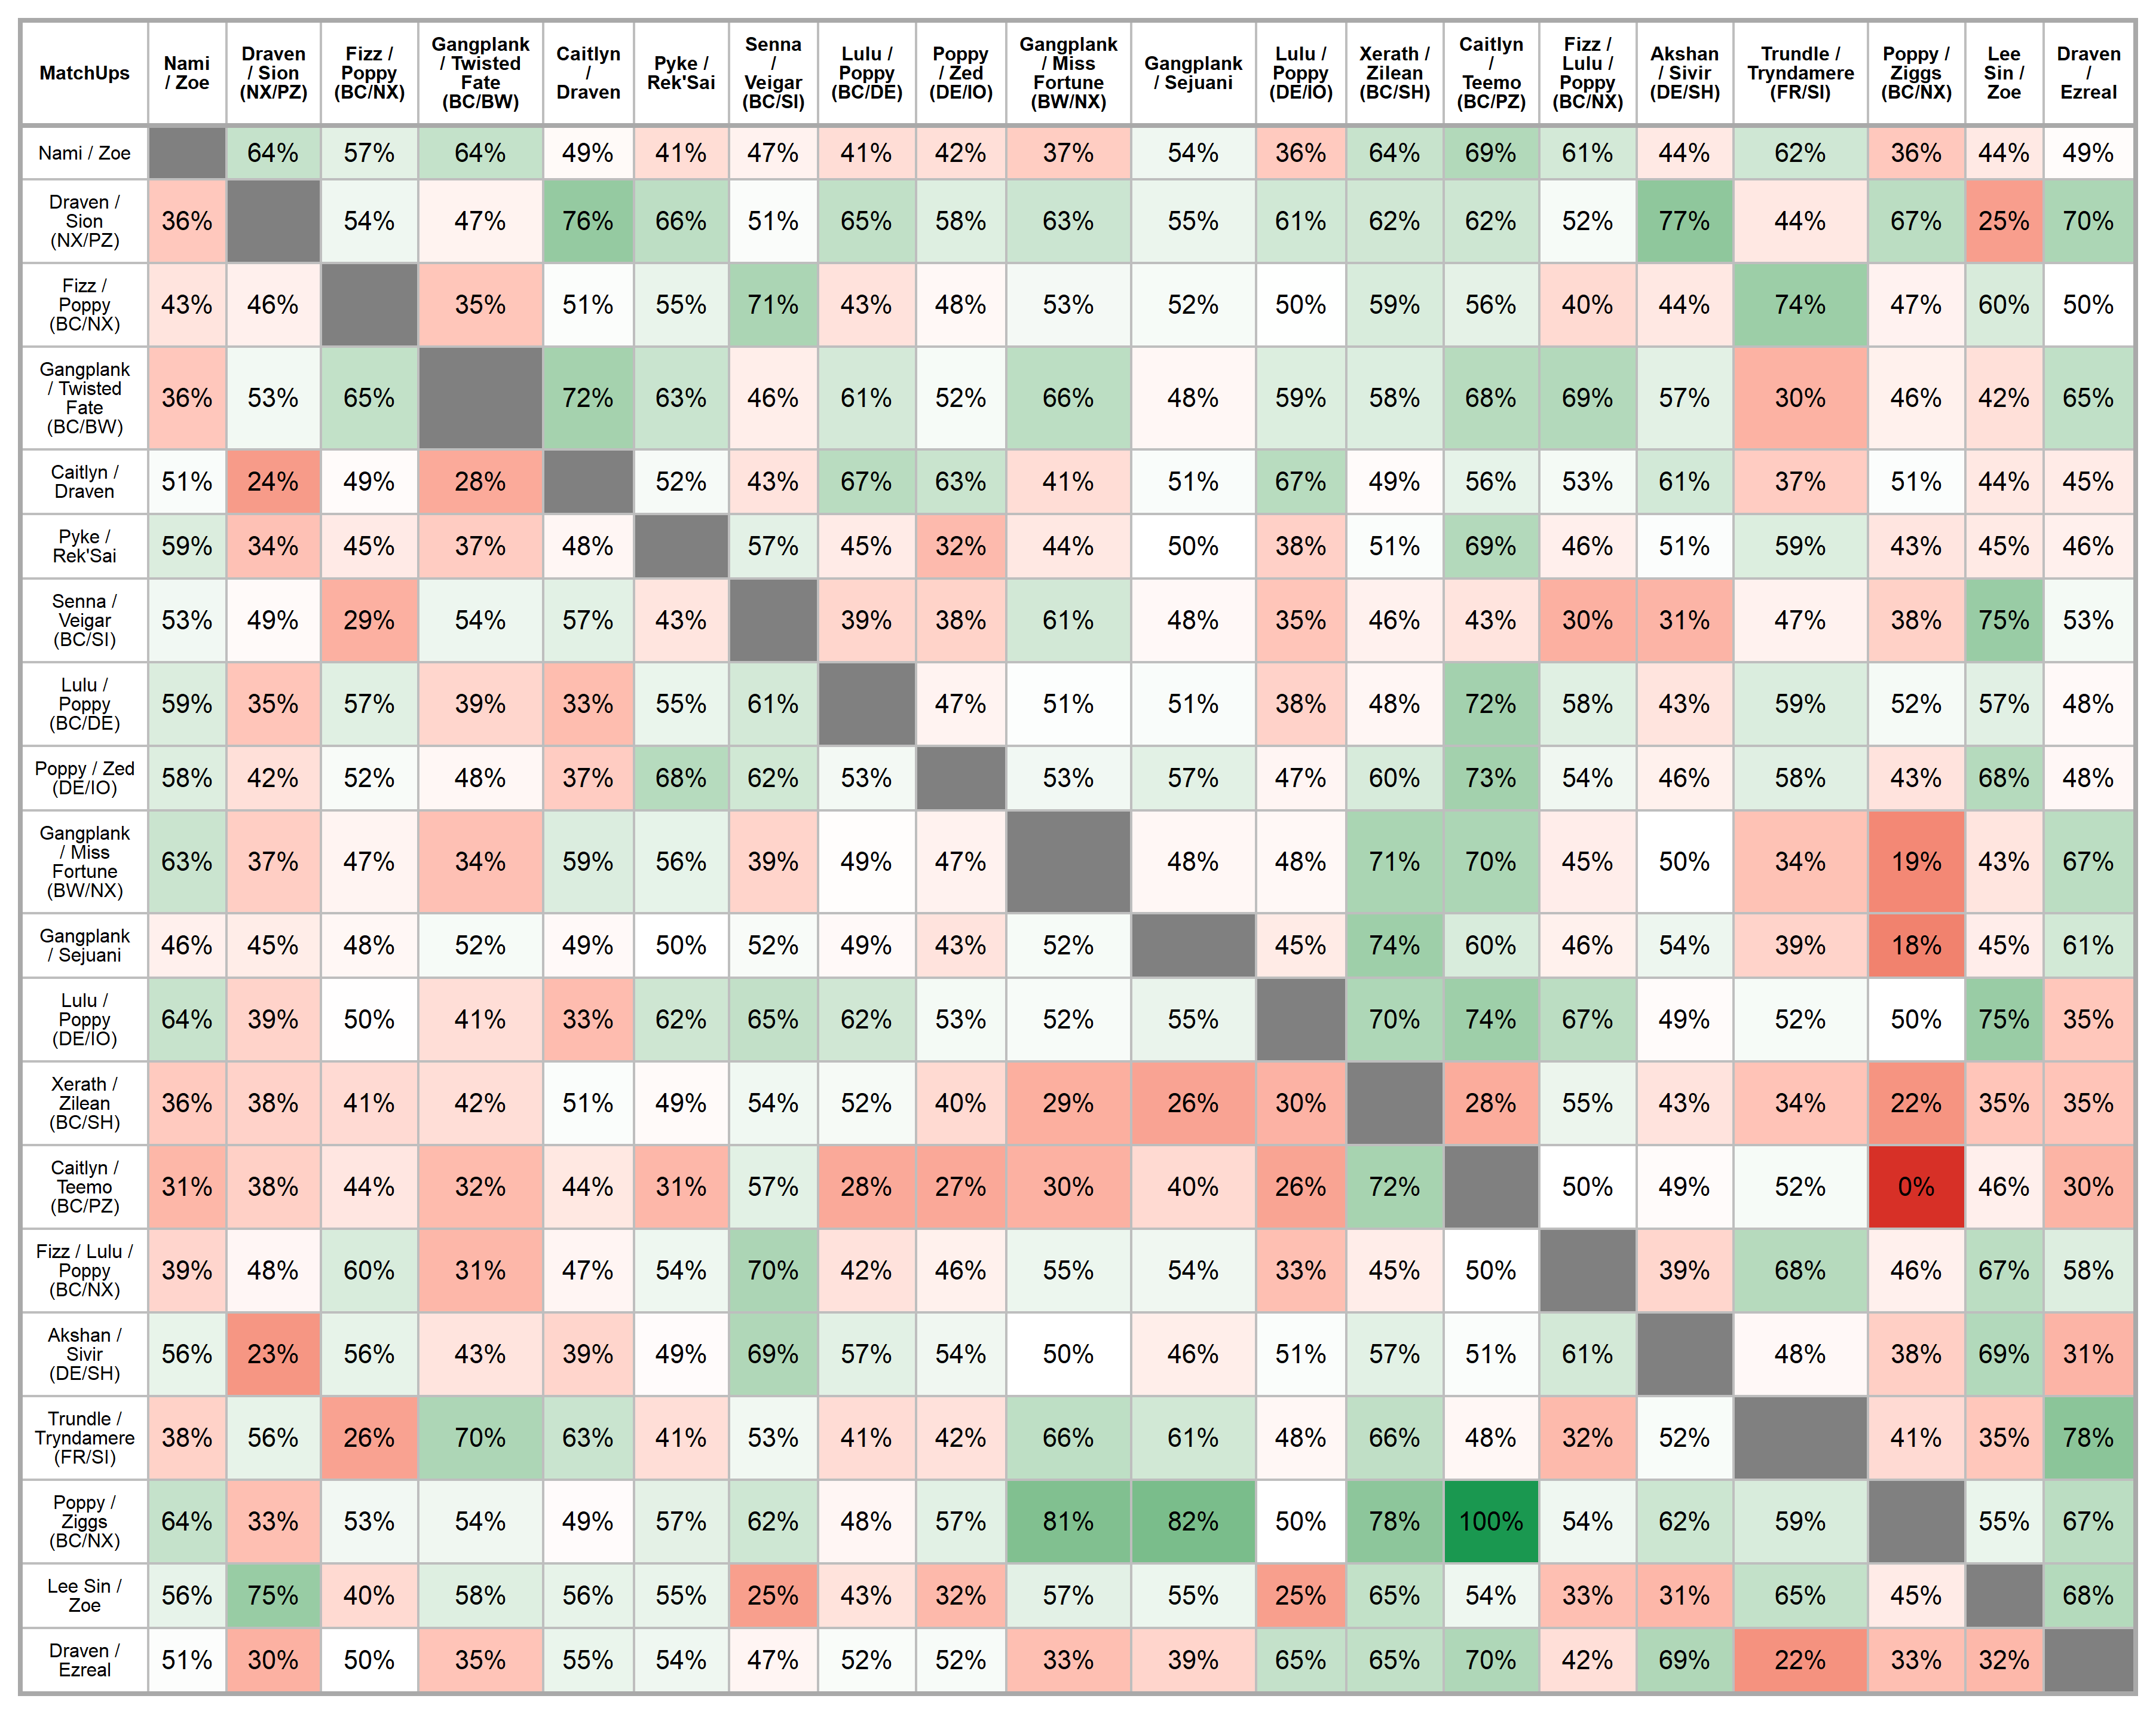 MatchUps Nami / Zoe Draven / Sion (NX/PZ) Fizz / Poppy (BC/NX) Gangplank / Twisted Fate (BC/BW) Caitlyn / Draven Pyke / Rek'Sai Senna / Veigar (BC/SI) Lulu / Poppy (BC/DE) Poppy / Zed (DE/IO) Gangplank / Miss Fortune (BW/NX) Gangplank / Sejuani Lulu / Poppy (DE/IO) Xerath / Zilean (BC/SH) Caitlyn / Teemo (BC/PZ) Fizz / Lulu / Poppy (BC/NX) Akshan / Sivir (DE/SH) Trundle / Tryndamere (FR/SI) Poppy / Ziggs (BC/NX) Lee Sin / Zoe Draven / Ezreal
Nami / Zoe 64% 57% 64% 49% 41% 47% 41% 42% 37% 54% 36% 64% 69% 61% 44% 62% 36% 44% 49%
Draven / Sion (NX/PZ) 36% 54% 47% 76% 66% 51% 65% 58% 63% 55% 61% 62% 62% 52% 77% 44% 67% 25% 70%
Fizz / Poppy (BC/NX) 43% 46% 35% 51% 55% 71% 43% 48% 53% 52% 50% 59% 56% 40% 44% 74% 47% 60% 50%
Gangplank / Twisted Fate (BC/BW) 36% 53% 65% 72% 63% 46% 61% 52% 66% 48% 59% 58% 68% 69% 57% 30% 46% 42% 65%
Caitlyn / Draven 51% 24% 49% 28% 52% 43% 67% 63% 41% 51% 67% 49% 56% 53% 61% 37% 51% 44% 45%
Pyke / Rek'Sai 59% 34% 45% 37% 48% 57% 45% 32% 44% 50% 38% 51% 69% 46% 51% 59% 43% 45% 46%
Senna / Veigar (BC/SI) 53% 49% 29% 54% 57% 43% 39% 38% 61% 48% 35% 46% 43% 30% 31% 47% 38% 75% 53%
Lulu / Poppy (BC/DE) 59% 35% 57% 39% 33% 55% 61% 47% 51% 51% 38% 48% 72% 58% 43% 59% 52% 57% 48%
Poppy / Zed (DE/IO) 58% 42% 52% 48% 37% 68% 62% 53% 53% 57% 47% 60% 73% 54% 46% 58% 43% 68% 48%
Gangplank / Miss Fortune (BW/NX) 63% 37% 47% 34% 59% 56% 39% 49% 47% 48% 48% 71% 70% 45% 50% 34% 19% 43% 67%
Gangplank / Sejuani 46% 45% 48% 52% 49% 50% 52% 49% 43% 52% 45% 74% 60% 46% 54% 39% 18% 45% 61%
Lulu / Poppy (DE/IO) 64% 39% 50% 41% 33% 62% 65% 62% 53% 52% 55% 70% 74% 67% 49% 52% 50% 75% 35%
Xerath / Zilean (BC/SH) 36% 38% 41% 42% 51% 49% 54% 52% 40% 29% 26% 30% 28% 55% 43% 34% 22% 35% 35%
Caitlyn / Teemo (BC/PZ) 31% 38% 44% 32% 44% 31% 57% 28% 27% 30% 40% 26% 72% 50% 49% 52% 0% 46% 30%
Fizz / Lulu / Poppy (BC/NX) 39% 48% 60% 31% 47% 54% 70% 42% 46% 55% 54% 33% 45% 50% 39% 68% 46% 67% 58%
Akshan / Sivir (DE/SH) 56% 23% 56% 43% 39% 49% 69% 57% 54% 50% 46% 51% 57% 51% 61% 48% 38% 69% 31%
Trundle / Tryndamere (FR/SI) 38% 56% 26% 70% 63% 41% 53% 41% 42% 66% 61% 48% 66% 48% 32% 52% 41% 35% 78%
Poppy / Ziggs (BC/NX) 64% 33% 53% 54% 49% 57% 62% 48% 57% 81% 82% 50% 78% 100% 54% 62% 59% 55% 67%
Lee Sin / Zoe 56% 75% 40% 58% 56% 55% 25% 43% 32% 57% 55% 25% 65% 54% 33% 31% 65% 45% 68%
Draven / Ezreal 51% 30% 50% 35% 55% 54% 47% 52% 52% 33% 39% 65% 65% 70% 42% 69% 22% 33% 32%